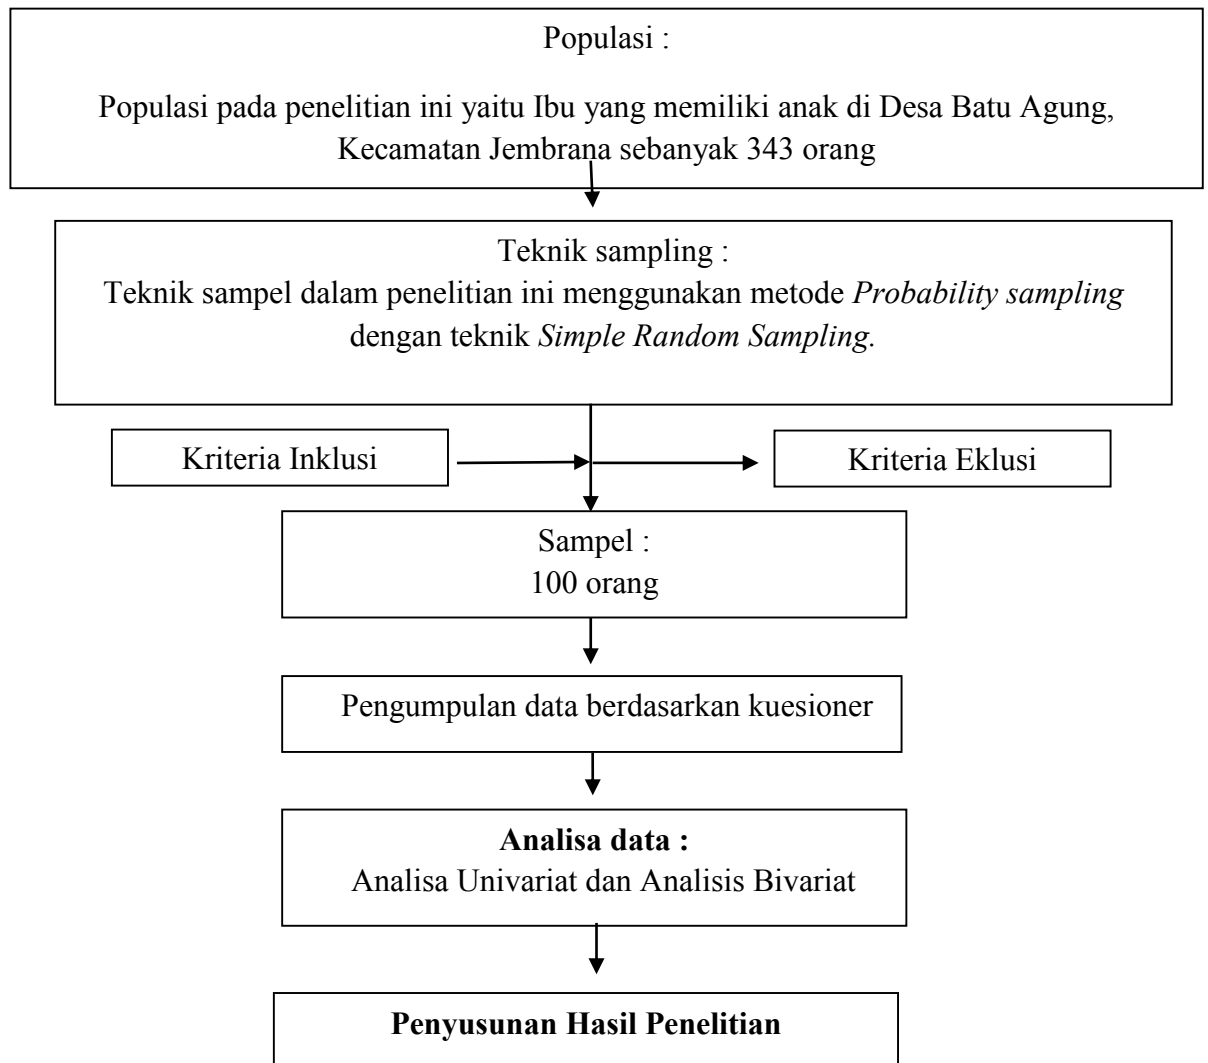 Populasi :
Populasi pada penelitian ini yaitu Ibu yang memiliki anak di Desa Batu Agung,
Kecamatan Jembrana sebanyak 343 orang
Teknik sampling :
Teknik sampel dalam penelitian ini menggunakan metode Probability sampling
dengan teknik Simple Random Sampling.
Kriteria Inklusi
Kriteria Eklusi
Sampel :
100 orang
Pengumpulan data berdasarkan kuesioner
Analisa data :
Analisa Univariat dan Analisis Bivariat
Penyusunan Hasil Penelitian